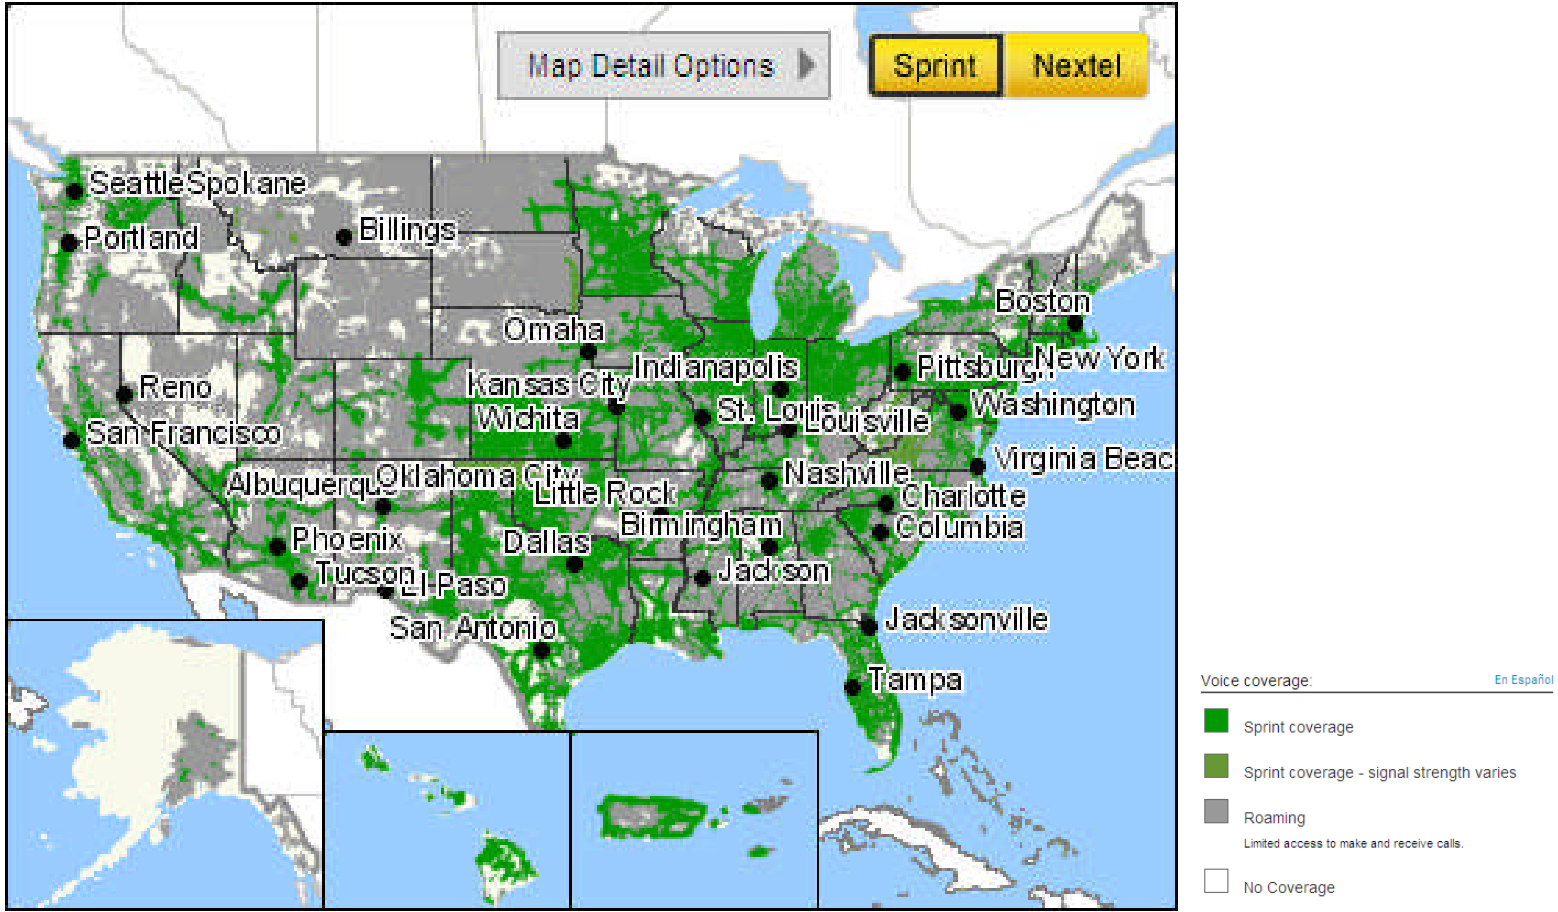 Map Detail Options
Sprint
Nextel
Seattle
Spokane
Portland
Billings
Boston
Omaha
Indianapolis
Pittsburgh
New York
Reno
Kansas City
St. Louis
Washington
Wichita
Louisville
San Francisco
Virginia Beac
Albuquerqu
Oklahoma City
Nashville
Little Rock
Charlotte
Birmingham
Columbia
Phoenix
Dallas
Tucson
El Paso
Jackson
San Antonio
Jacksonville
Tampa
Voice coverage:
En Español
Sprint coverage
Sprint coverage - signal strength varies
Roaming
Limited access to make and receive calls.
No Coverage